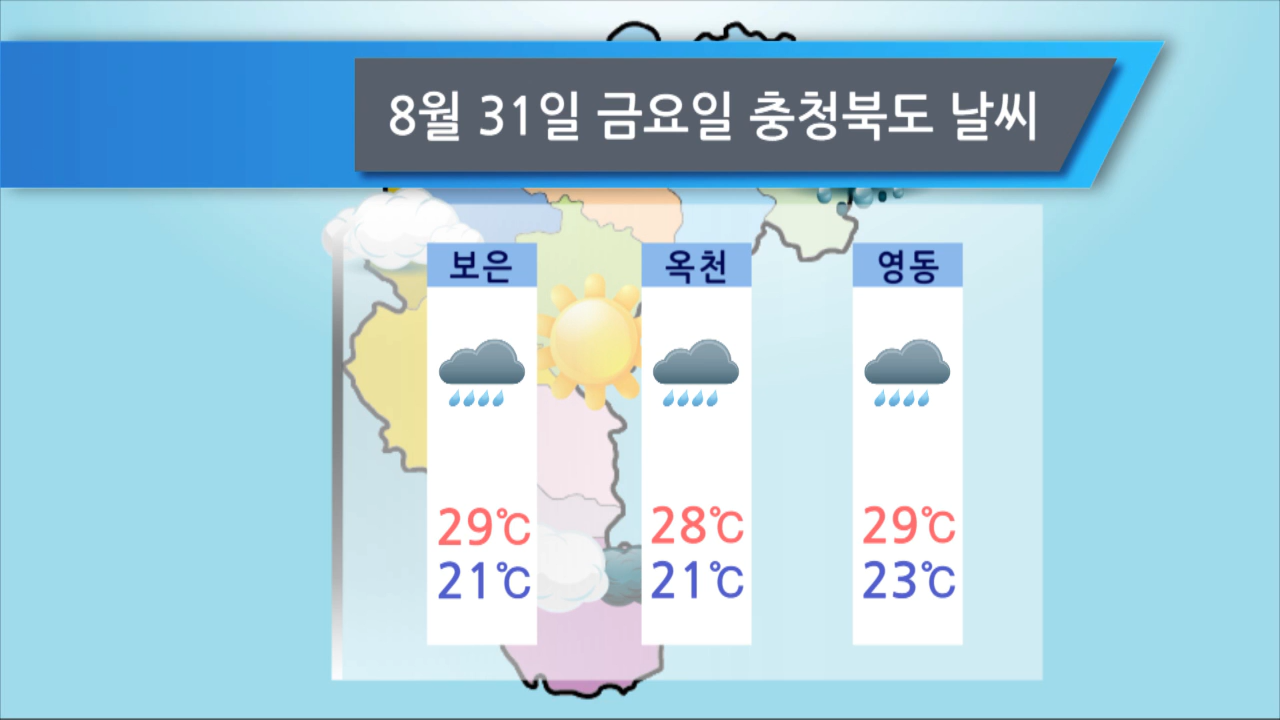 8월 31일 금요일 충청북도 날씨
보은 옥천 영동
29℃ 28℃ 29℃
21℃ 21℃ 23℃